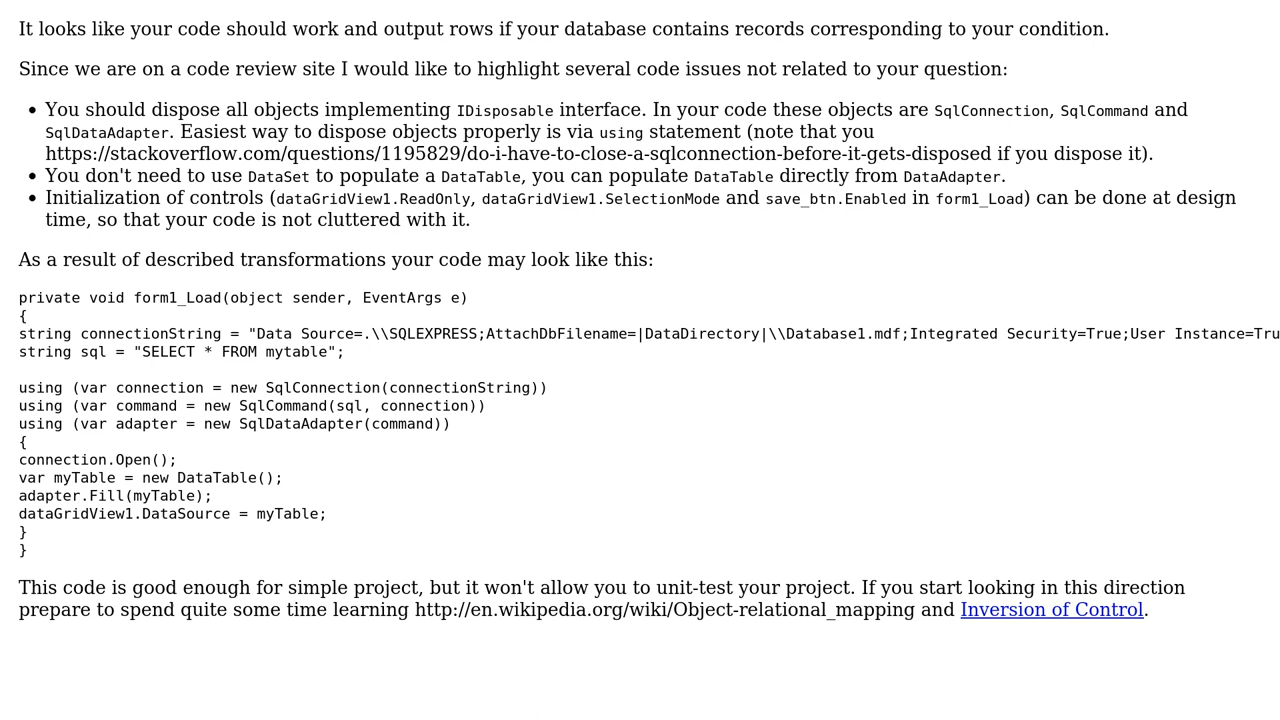 It looks like your code should work and output rows if your database contains records corresponding to your condition.
Since we are on a code review site I would like to highlight several code issues not related to your question:
• You should dispose all objects implementing IDisposable interface. In your code these objects are SqlConnection, SqlCommand and
SqlDataAdapter. Easiest way to dispose objects properly is via using statement (note that you
https://stackoverflow.com/questions/1195829/do-i-have-to-close-a-sqlconnection-before-it-gets-disposed if you dispose it).
• You don't need to use DataSet to populate a DataTable, you can populate DataTable directly from DataAdapter.
• Initialization of controls (dataGridView1.ReadOnly, dataGridView1.SelectionMode and save_btn.Enabled in form1_Load) can be done at design
time, so that your code is not cluttered with it.
As a result of described transformations your code may look like this:
private void form1_Load(object sender, EventArgs e)
{
string connectionString = "Data Source=.\\SQLEXPRESS;AttachDbFilename=|DataDirectory|\\Database1.mdf;Integrated Security=True;User Instance=Tru
string sql = "SELECT * FROM mytable";
using (var connection = new SqlConnection(connectionString))
using (var command = new SqlCommand(sql, connection))
using (var adapter = new SqlDataAdapter(command))
{
connection.Open();
var myTable = new DataTable();
adapter.Fill(myTable);
dataGridView1.DataSource = myTable;
}
}
This code is good enough for simple project, but it won't allow you to unit-test your project. If you start looking in this direction
prepare to spend quite some time learning http://en.wikipedia.org/wiki/Object-relational_mapping and Inversion of Control.